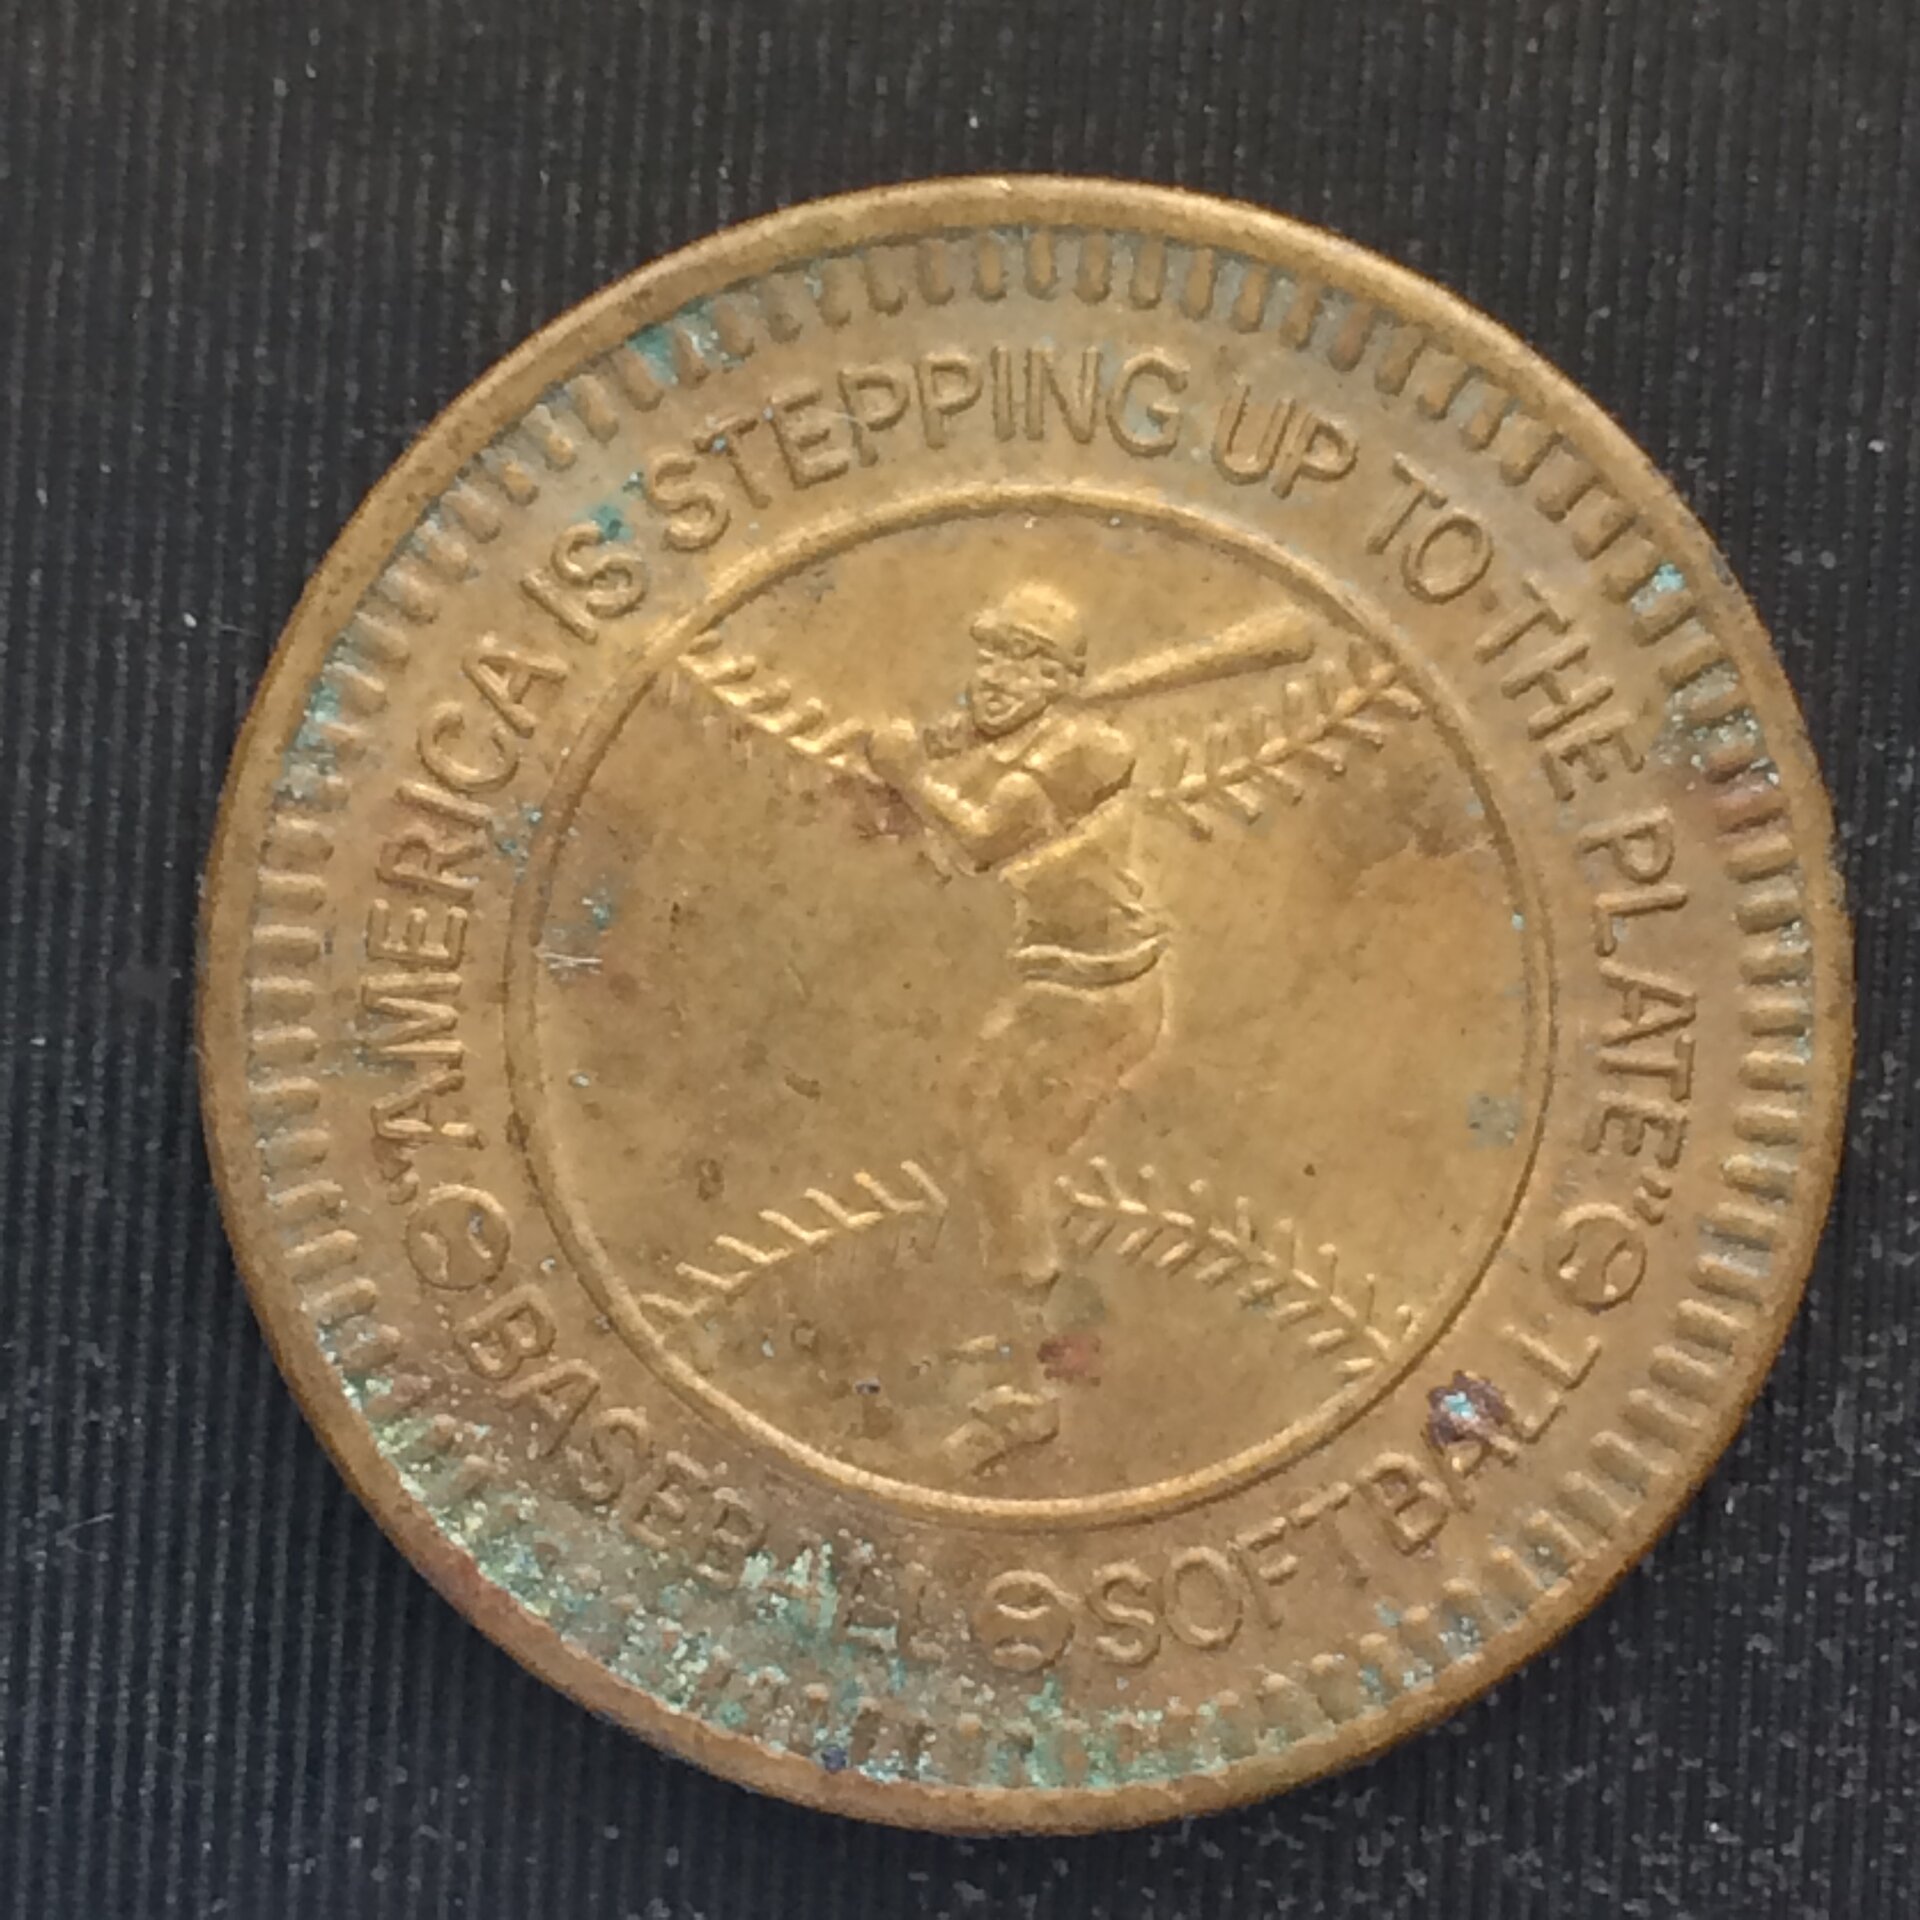 "AMERICA IS STEPPING UP TO THE PLATE"
BASEBALL SOFTBALL